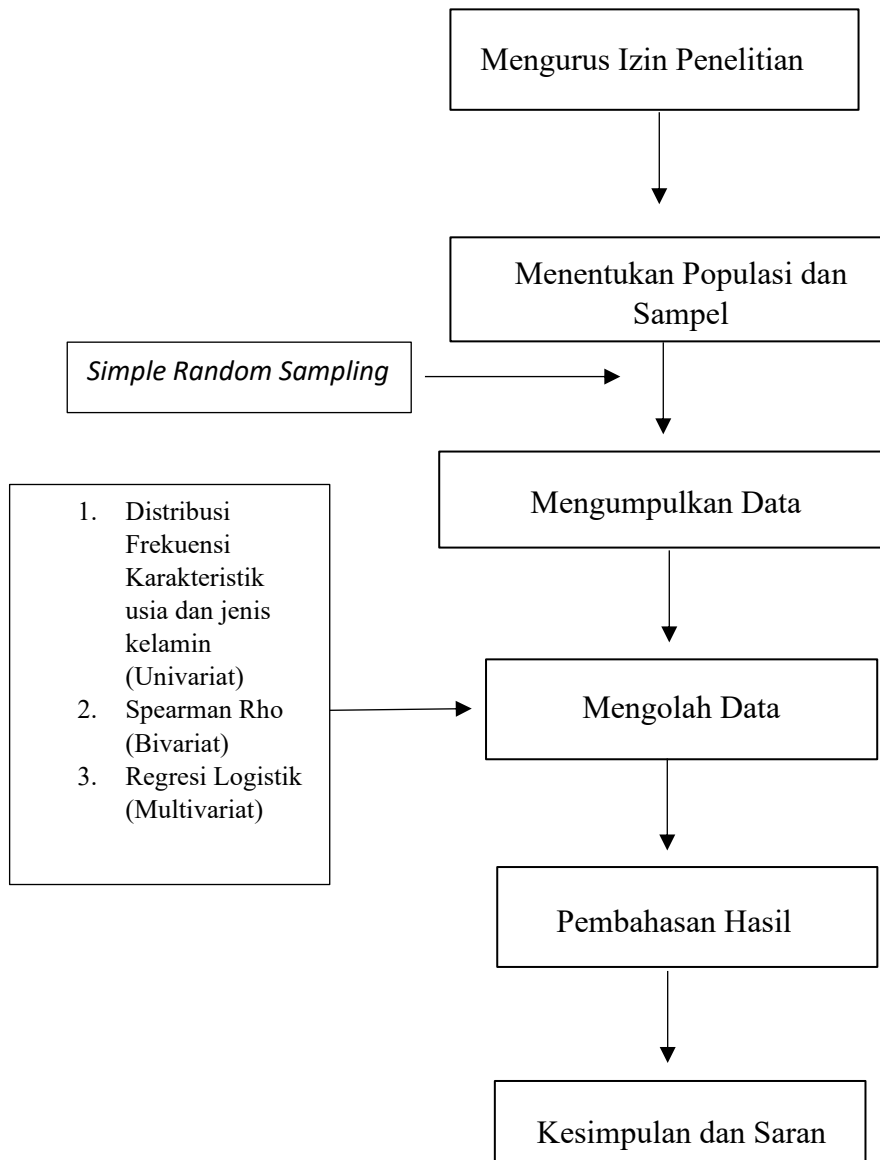 Mengurus Izin Penelitian
Menentukan Populasi dan
Sampel
Simple Random Sampling
Mengumpulkan Data
1. Distribusi
Frekuensi
Karakteristik
usia dan jenis
kelamin
(Univariat)
2. Spearman Rho
(Bivariat)
3. Regresi Logistik
(Multivariat)
Mengolah Data
Pembahasan Hasil
Kesimpulan dan Saran